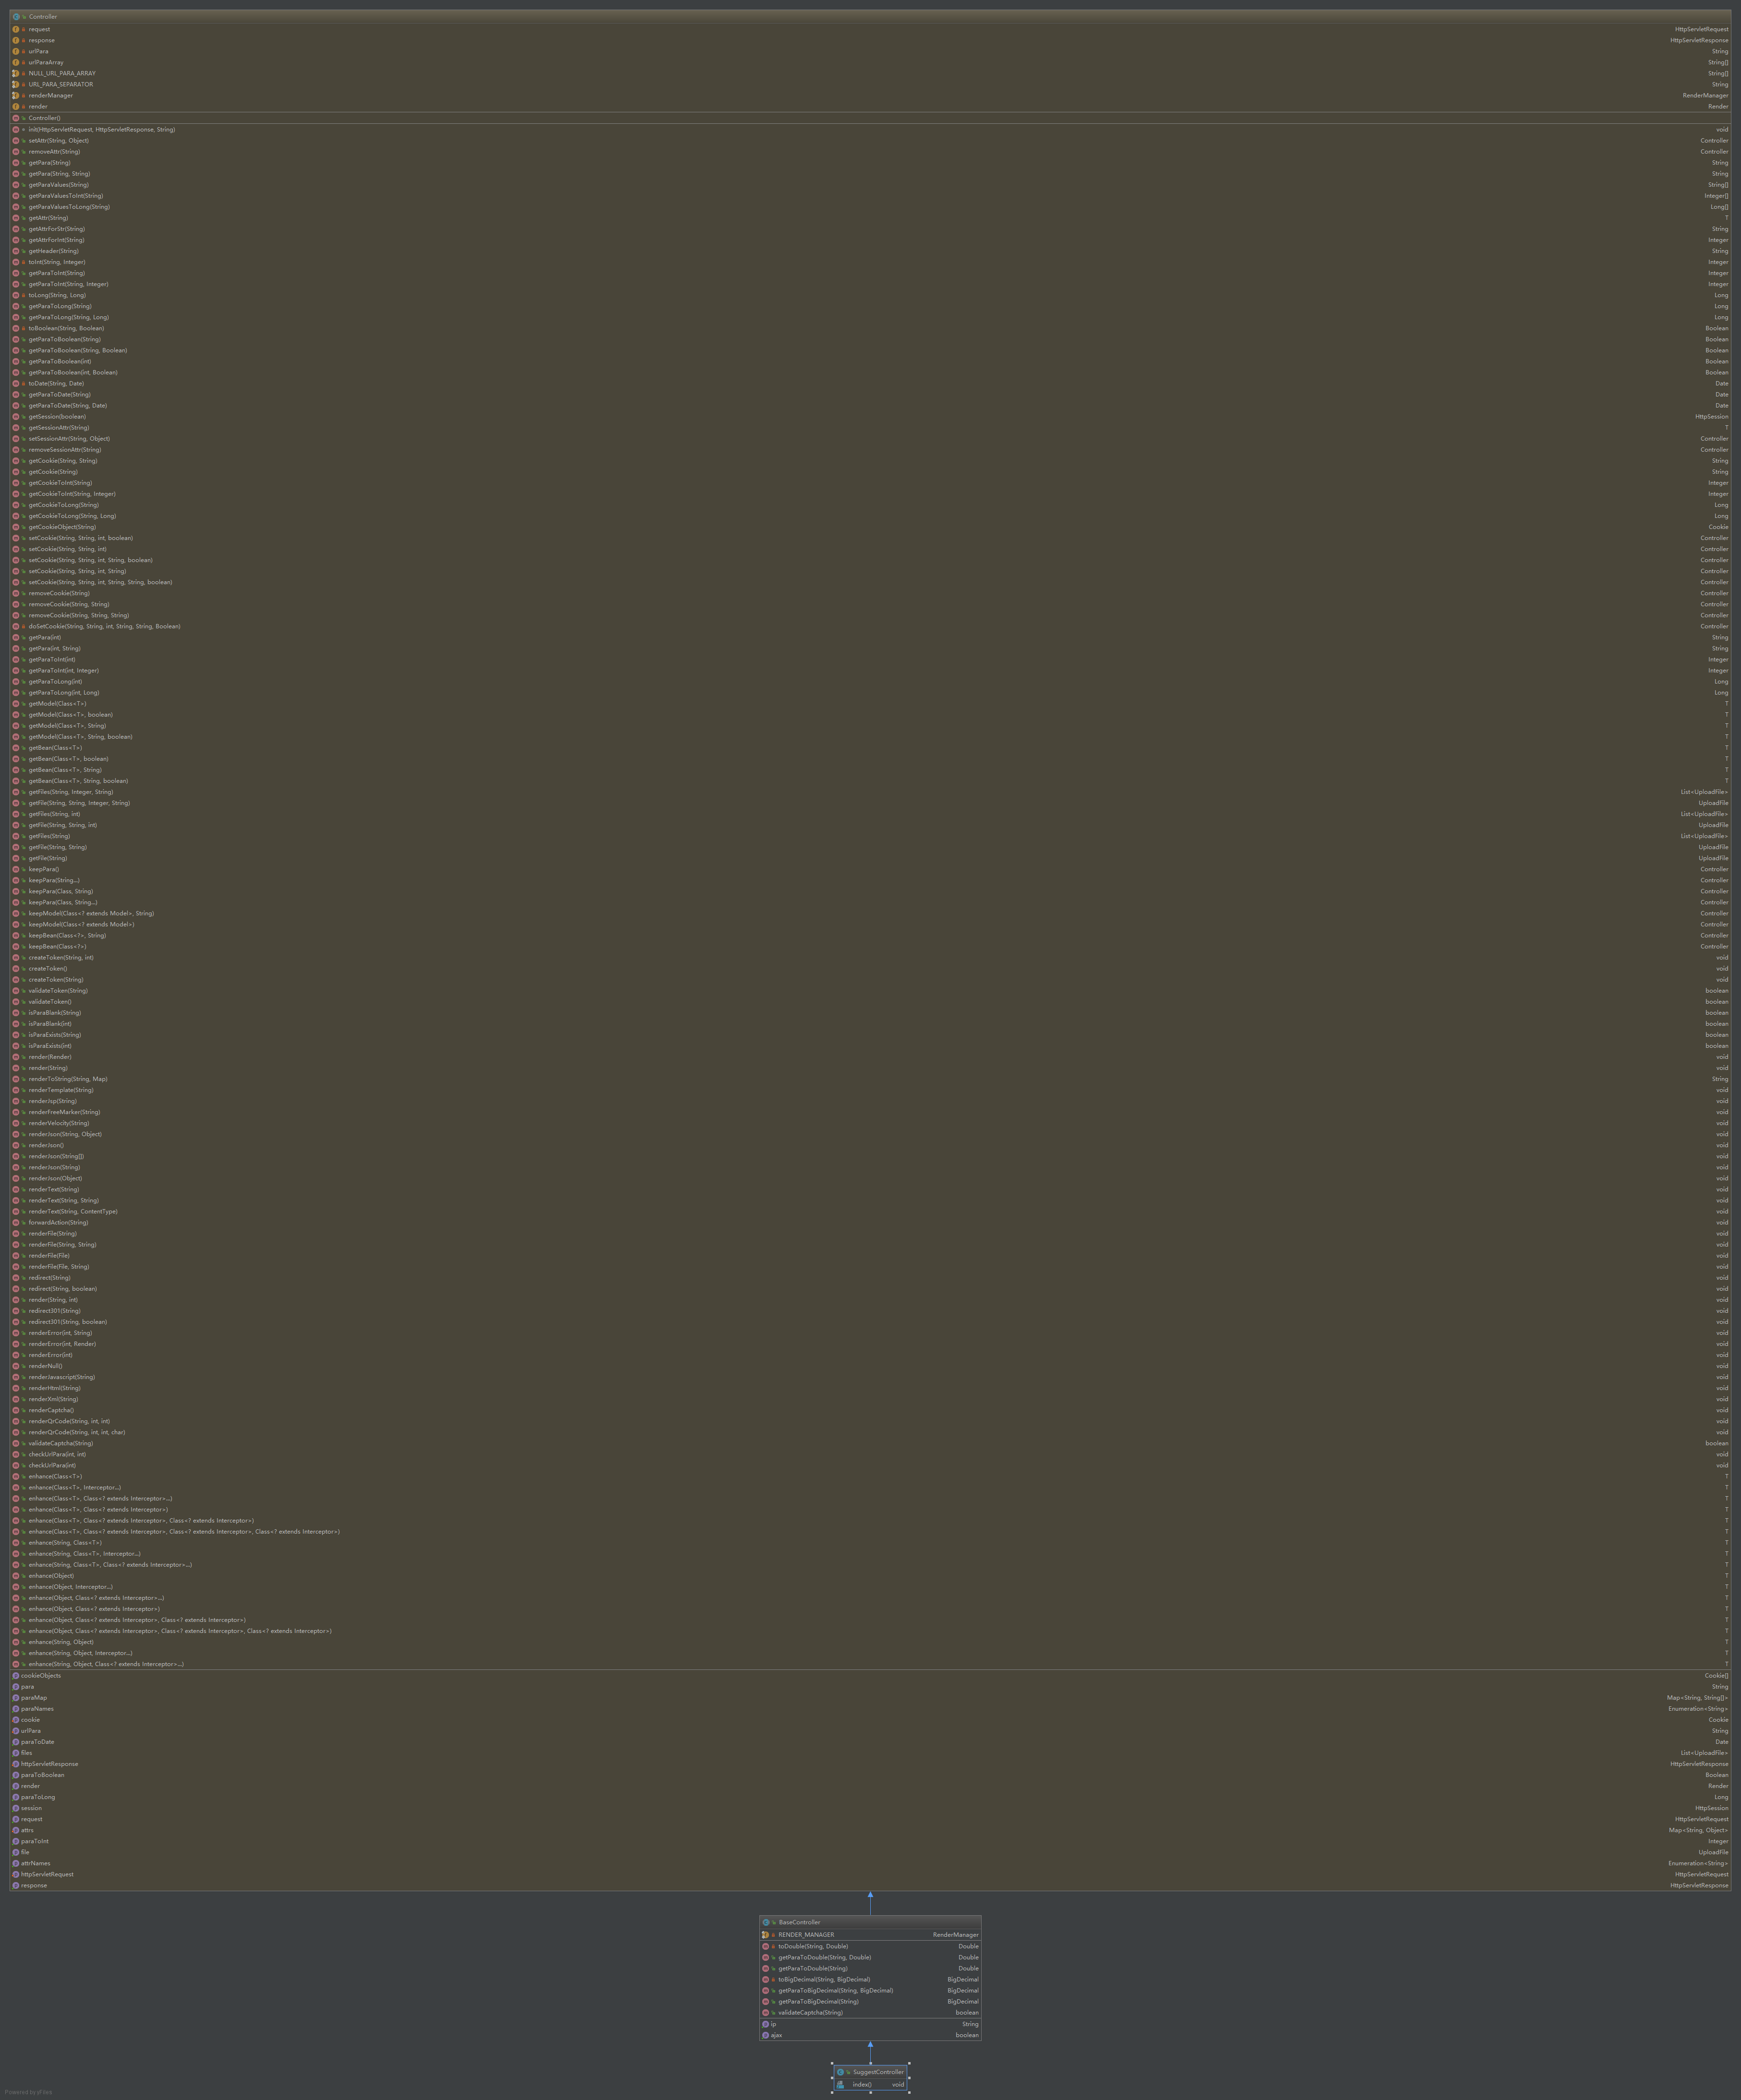 Controller
request HttpServletRequest
response HttpServletResponse
urlPara String
urlParaArray String[]
NULL_URL_PARA_ARRAY String[]
URL_PARA_SEPARATOR String
renderManager RenderManager
render Render
Controller()
init(HttpServletRequest, HttpServletResponse, String) void
setAttr(String, Object) Controller
removeAttr(String) Controller
getPara(String) String
getPara(String, String) String
getParaValues(String) String[]
getParaValuesToInt(String) Integer[]
getParaValuesToLong(String) Long[]
getAttr(String) T
getAttrForStr(String) String
getAttrForInt(String) Integer
getHeader(String) String
toInt(String, Integer) Integer
getParaToInt(String) Integer
getParaToInt(String, Integer) Integer
toLong(String, Long) Long
getParaToLong(String) Long
getParaToLong(String, Long) Long
toBoolean(String, Boolean) Boolean
getParaToBoolean(String) Boolean
getParaToBoolean(String, Boolean) Boolean
getParaToBoolean(int) Boolean
getParaToBoolean(int, Boolean) Boolean
toDate(String, Date) Date
getParaToDate(String) Date
getParaToDate(String, Date) Date
getSession(boolean) HttpSession
getSessionAttr(String) T
setSessionAttr(String, Object) Controller
removeSessionAttr(String) Controller
getCookie(String, String) String
getCookie(String) String
getCookieToInt(String) Integer
getCookieToInt(String, Integer) Integer
getCookieToLong(String) Long
getCookieToLong(String, Long) Long
getCookieObject(String) Cookie
setCookie(String, String, int, boolean) Controller
setCookie(String, String, int) Controller
setCookie(String, String, int, String, boolean) Controller
setCookie(String, String, int, String) Controller
setCookie(String, String, int, String, String, boolean) Controller
removeCookie(String) Controller
removeCookie(String, String) Controller
removeCookie(String, String, String) Controller
doSetCookie(String, String, int, String, String, Boolean) Controller
getPara(int) String
getPara(int, String) String
getParaToInt(int) Integer
getParaToInt(int, Integer) Integer
getParaToLong(int) Long
getParaToLong(int, Long) Long
getModel(Class<T>) T
getModel(Class<T>, boolean) T
getModel(Class<T>, String) T
getModel(Class<T>, String, boolean) T
getBean(Class<T>) T
getBean(Class<T>, boolean) T
getBean(Class<T>, String) T
getBean(Class<T>, String, boolean) T
getFiles(String, Integer, String) List<UploadFile>
getFile(String, String, Integer, String) UploadFile
getFiles(String, int) List<UploadFile>
getFile(String, String, int) UploadFile
getFiles(String) List<UploadFile>
getFile(String, String) UploadFile
getFile(String) UploadFile
keepPara() Controller
keepPara(String...) Controller
keepPara(Class, String) Controller
keepPara(Class, String...) Controller
keepModel(Class<? extends Model>, String) Controller
keepModel(Class<? extends Model>) Controller
keepBean(Class<?>, String) Controller
keepBean(Class<?>) Controller
createToken(String, int) void
createToken() void
createToken(String) void
validateToken(String) boolean
validateToken() boolean
isParaBlank(String) boolean
isParaBlank(int) boolean
isParaExists(String) boolean
isParaExists(int) boolean
render(Render) void
render(String) void
renderToString(String, Map) String
renderTemplate(String) void
renderJsp(String) void
renderFreeMarker(String) void
renderVelocity(String) void
renderJson(String, Object) void
renderJson() void
renderJson(String[]) void
renderJson(String) void
renderJson(Object) void
renderText(String) void
renderText(String, String) void
renderText(String, ContentType) void
forwardAction(String) void
renderFile(String) void
renderFile(String, String) void
renderFile(File) void
renderFile(File, String) void
redirect(String) void
redirect(String, boolean) void
render(String, int) void
redirect301(String) void
redirect301(String, boolean) void
renderError(int, String) void
renderError(int, Render) void
renderError(int) void
renderNull() void
renderJavascript(String) void
renderHtml(String) void
renderXml(String) void
renderCaptcha() void
renderQrCode(String, int, int) void
renderQrCode(String, int, int, char) void
validateCaptcha(String) boolean
checkUrlPara(int, int) void
checkUrlPara(int) void
enhance(Class<T>) T
enhance(Class<T>, Interceptor...) T
enhance(Class<T>, Class<? extends Interceptor>...) T
enhance(Class<T>, Class<? extends Interceptor>) T
enhance(Class<T>, Class<? extends Interceptor>, Class<? extends Interceptor>) T
enhance(Class<T>, Class<? extends Interceptor>, Class<? extends Interceptor>, Class<? extends Interceptor>) T
enhance(String, Class<T>) T
enhance(String, Class<T>, Interceptor...) T
enhance(String, Class<T>, Class<? extends Interceptor>...) T
enhance(Object) T
enhance(Object, Interceptor...) T
enhance(Object, Class<? extends Interceptor>...) T
enhance(Object, Class<? extends Interceptor>) T
enhance(Object, Class<? extends Interceptor>, Class<? extends Interceptor>) T
enhance(Object, Class<? extends Interceptor>, Class<? extends Interceptor>, Class<? extends Interceptor>) T
enhance(String, Object) T
enhance(String, Object, Interceptor...) T
enhance(String, Object, Class<? extends Interceptor>...) T
cookieObjects Cookie[]
para String
paraMap Map<String, String[]>
paraNames Enumeration<String>
cookie Cookie
urlPara String
paraToDate Date
files List<UploadFile>
httpServletResponse HttpServletResponse
paraToBoolean Boolean
render Render
paraToLong Long
session HttpSession
request HttpServletRequest
attrs Map<String, Object>
paraToInt Integer
file UploadFile
attrNames Enumeration<String>
httpServletRequest HttpServletRequest
response HttpServletResponse
BaseController
RENDER_MANAGER RenderManager
toDouble(String, Double) Double
getParaToDouble(String, Double) Double
getParaToDouble(String) Double
toBigDecimal(String, BigDecimal) BigDecimal
getParaToBigDecimal(String, BigDecimal) BigDecimal
getParaToBigDecimal(String) BigDecimal
validateCaptcha(String) boolean
ip String
ajax boolean
SuggestController
index() void
Powered by yFiles